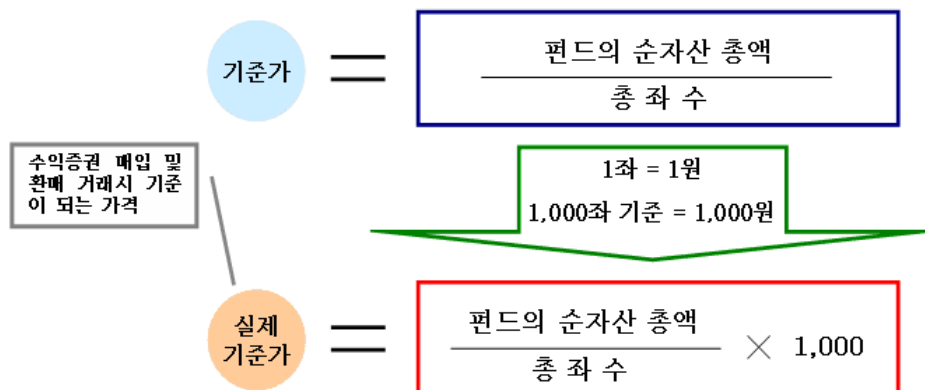 기준가
펀드의 순자산 총액
총 좌 수
수익증권 매입 및
환매 거래시 기준
이 되는 가격
1좌 = 1원
1,000좌 기준 = 1,000원
실제
기준가
펀드의 순자산 총액
총 좌 수
× 1,000